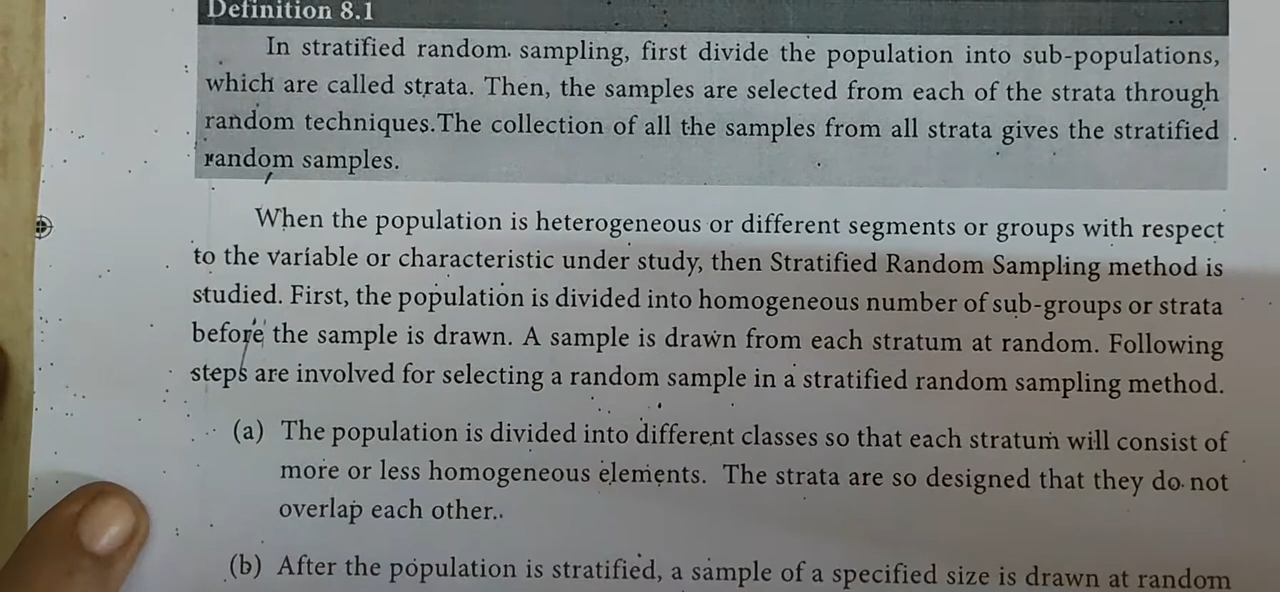 Definition 8.1
In stratified random sampling, first divide the population into sub-populations,
which are called strata. Then, the samples are selected from each of the strata through
random techniques.The collection of all the samples from all strata gives the stratified
random samples.
When the population is heterogeneous or different segments or groups with respect
to the variable or characteristic under study, then Stratified Random Sampling method is
studied. First, the population is divided into homogeneous number of sub-groups or strata
before the sample is drawn. A sample is drawn from each stratum at random. Following
steps are involved for selecting a random sample in a stratified random sampling method.
(a) The population is divided into different classes so that each stratum will consist of
more or less homogeneous elements. The strata are so designed that they do not
overlap each other.
(b) After the population is stratified, a sample of a specified size is drawn at random